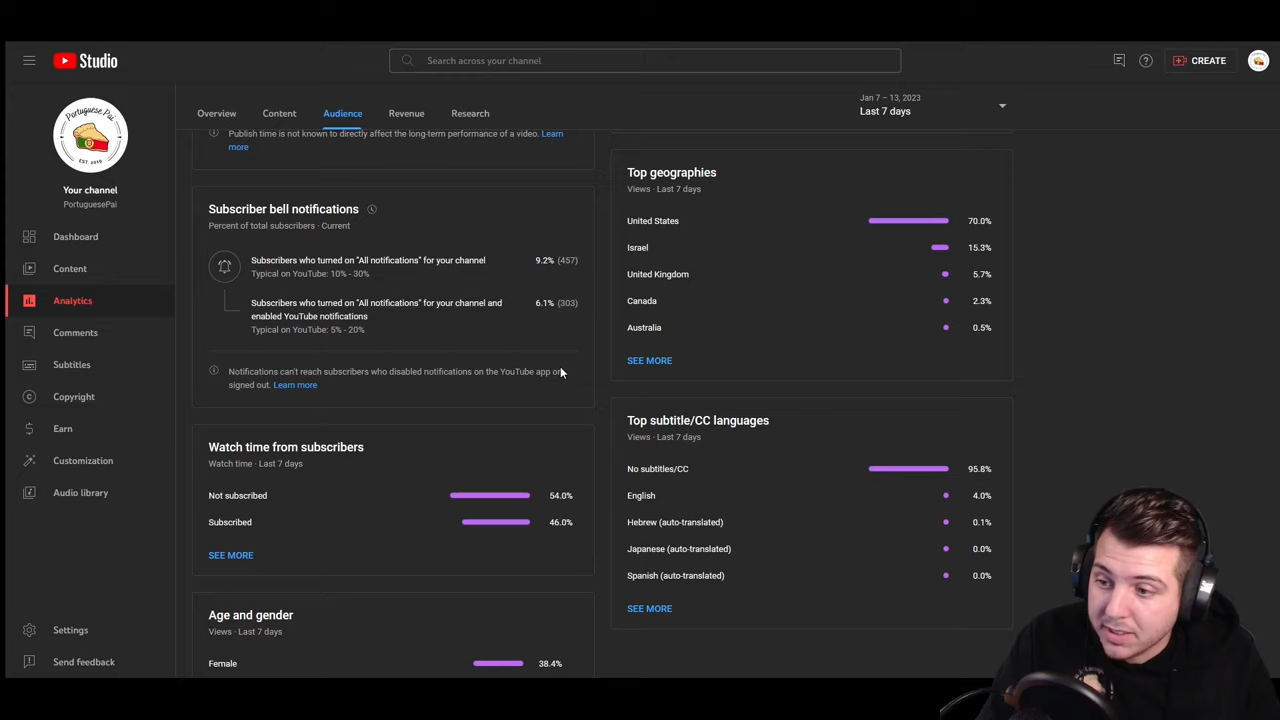 Studio
Search across your channel
CREATE
Portuguese Pai
EST 2019
Your channel
PortuguesePai
Dashboard
Content
Analytics
Comments
Subtitles
Copyright
Earn
Customization
Audio library
Settings
Send feedback
Overview
Content
Audience
Revenue
Research
Jan 7 – 13, 2023
Last 7 days
Publish time is not known to directly affect the long-term performance of a video. Learn
more
Subscriber bell notifications
Percent of total subscribers · Current
Subscribers who turned on "All notifications" for your channel 9.2% (457)
Typical on YouTube: 10% - 30%
Subscribers who turned on "All notifications" for your channel and 6.1% (303)
enabled YouTube notifications
Typical on YouTube: 5% - 20%
Notifications can't reach subscribers who disabled notifications on the YouTube app or
signed out. Learn more
Watch time from subscribers
Watch time · Last 7 days
Not subscribed 54.0%
Subscribed 46.0%
SEE MORE
Age and gender
Views · Last 7 days
Female 38.4%
Top geographies
Views · Last 7 days
United States 70.0%
Israel 15.3%
United Kingdom 5.7%
Canada 2.3%
Australia 0.5%
SEE MORE
Top subtitle/CC languages
Views · Last 7 days
No subtitles/CC 95.8%
English 4.0%
Hebrew (auto-translated) 0.1%
Japanese (auto-translated) 0.0%
Spanish (auto-translated) 0.0%
SEE MORE